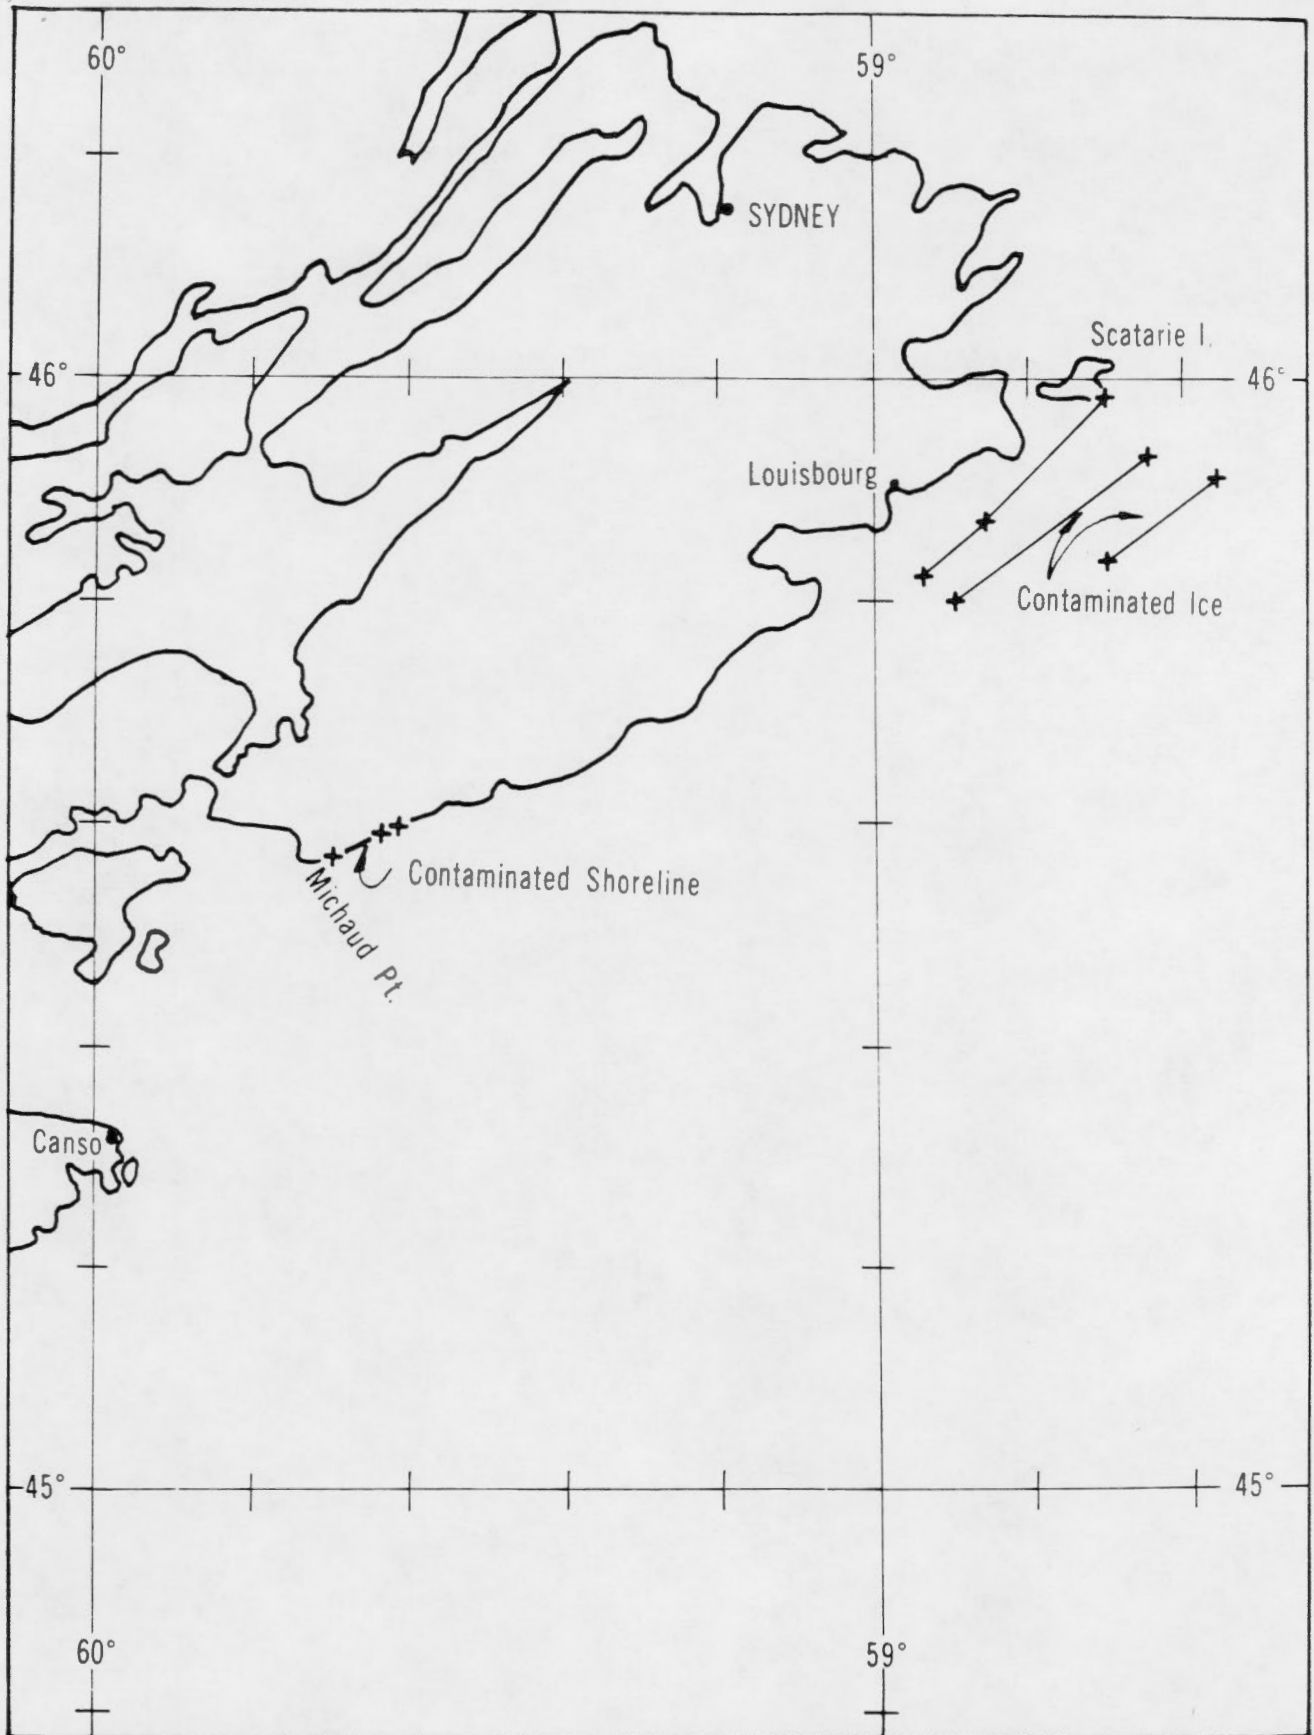 60°
59°
SYDNEY
Scatarie I.
46°
46°
Louisbourg
Contaminated Ice
Contaminated Shoreline
Michaud Pt.
Canso
45°
45°
60°
59°